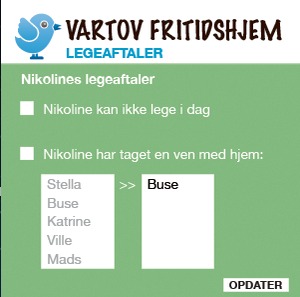 VARTOV FRITIDSHJEM
LEGEAFTALER
Nikolines legeaftaler
Nikoline kan ikke lege i dag
Nikoline har taget en ven med hjem:
Stella >> Buse
Buse
Katrine
Ville
Mads
OPDATER